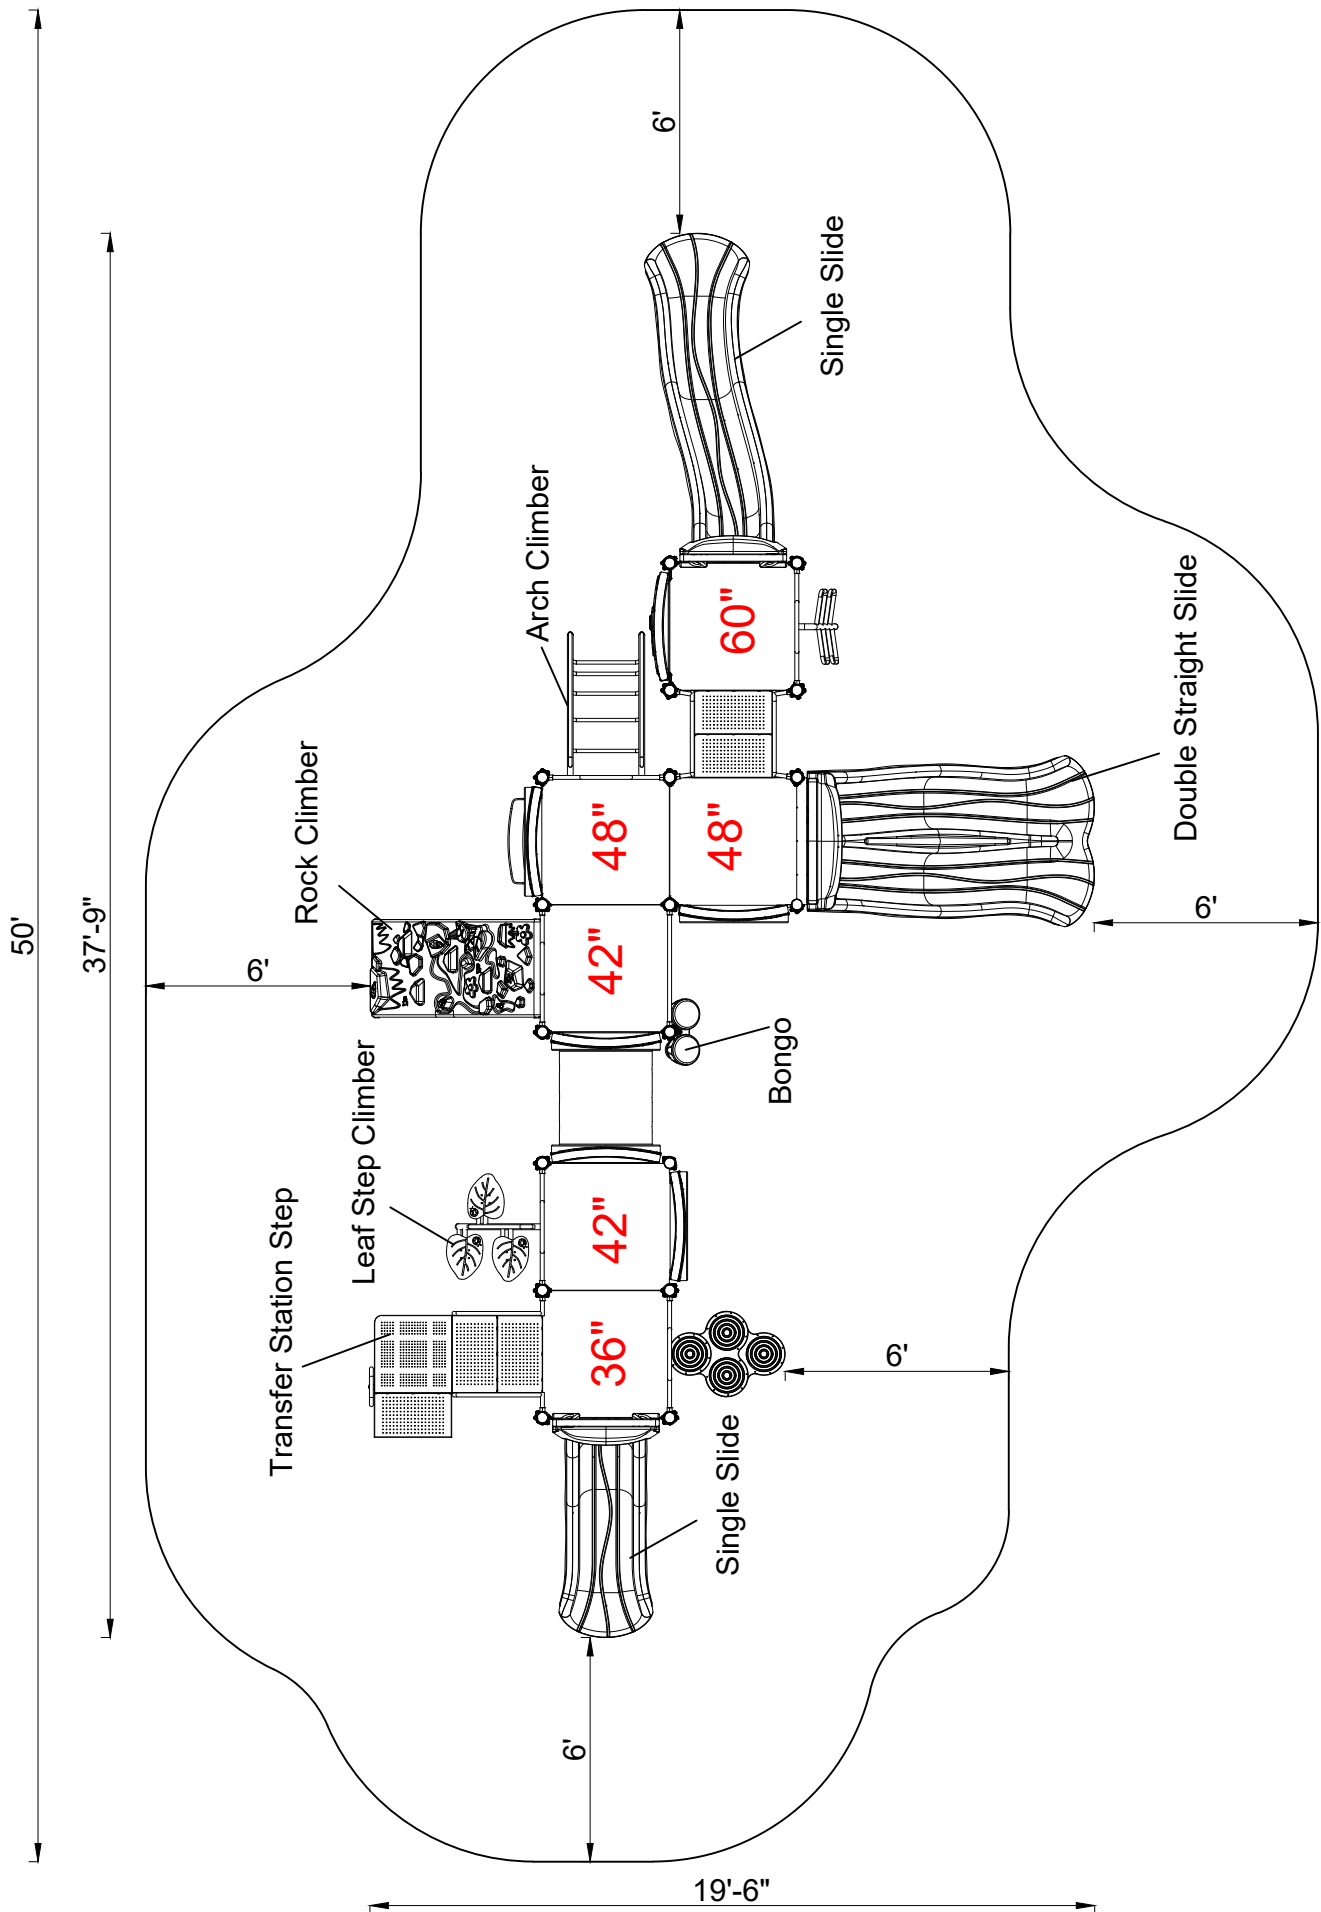 50'
37'-9"
6'
6'
6'
6'
6'
19'-6"
Single Slide
Arch Climber
60"
Double Straight Slide
Rock Climber
48"
48"
42"
Bongo
Leaf Step Climber
42"
Transfer Station Step
36"
Single Slide